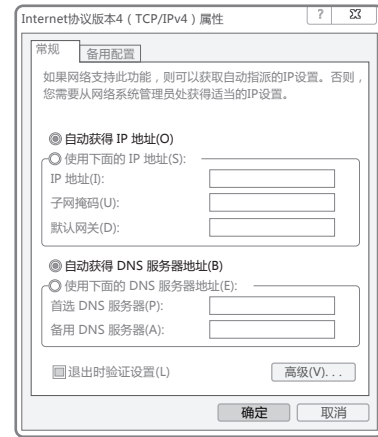 Internet协议版本4（TCP/IPv4）属性
常规 备用配置
如果网络支持此功能，则可以获取自动指派的IP设置。否则，
您需要从网络系统管理员处获得适当的IP设置。
自动获得 IP 地址(O)
使用下面的 IP 地址(S):
IP 地址(I):
子网掩码(U):
默认网关(D):
自动获得 DNS 服务器地址(B)
使用下面的 DNS 服务器地址(E):
首选 DNS 服务器(P):
备用 DNS 服务器(A):
退出时验证设置(L)
高级(V)...
确定 取消